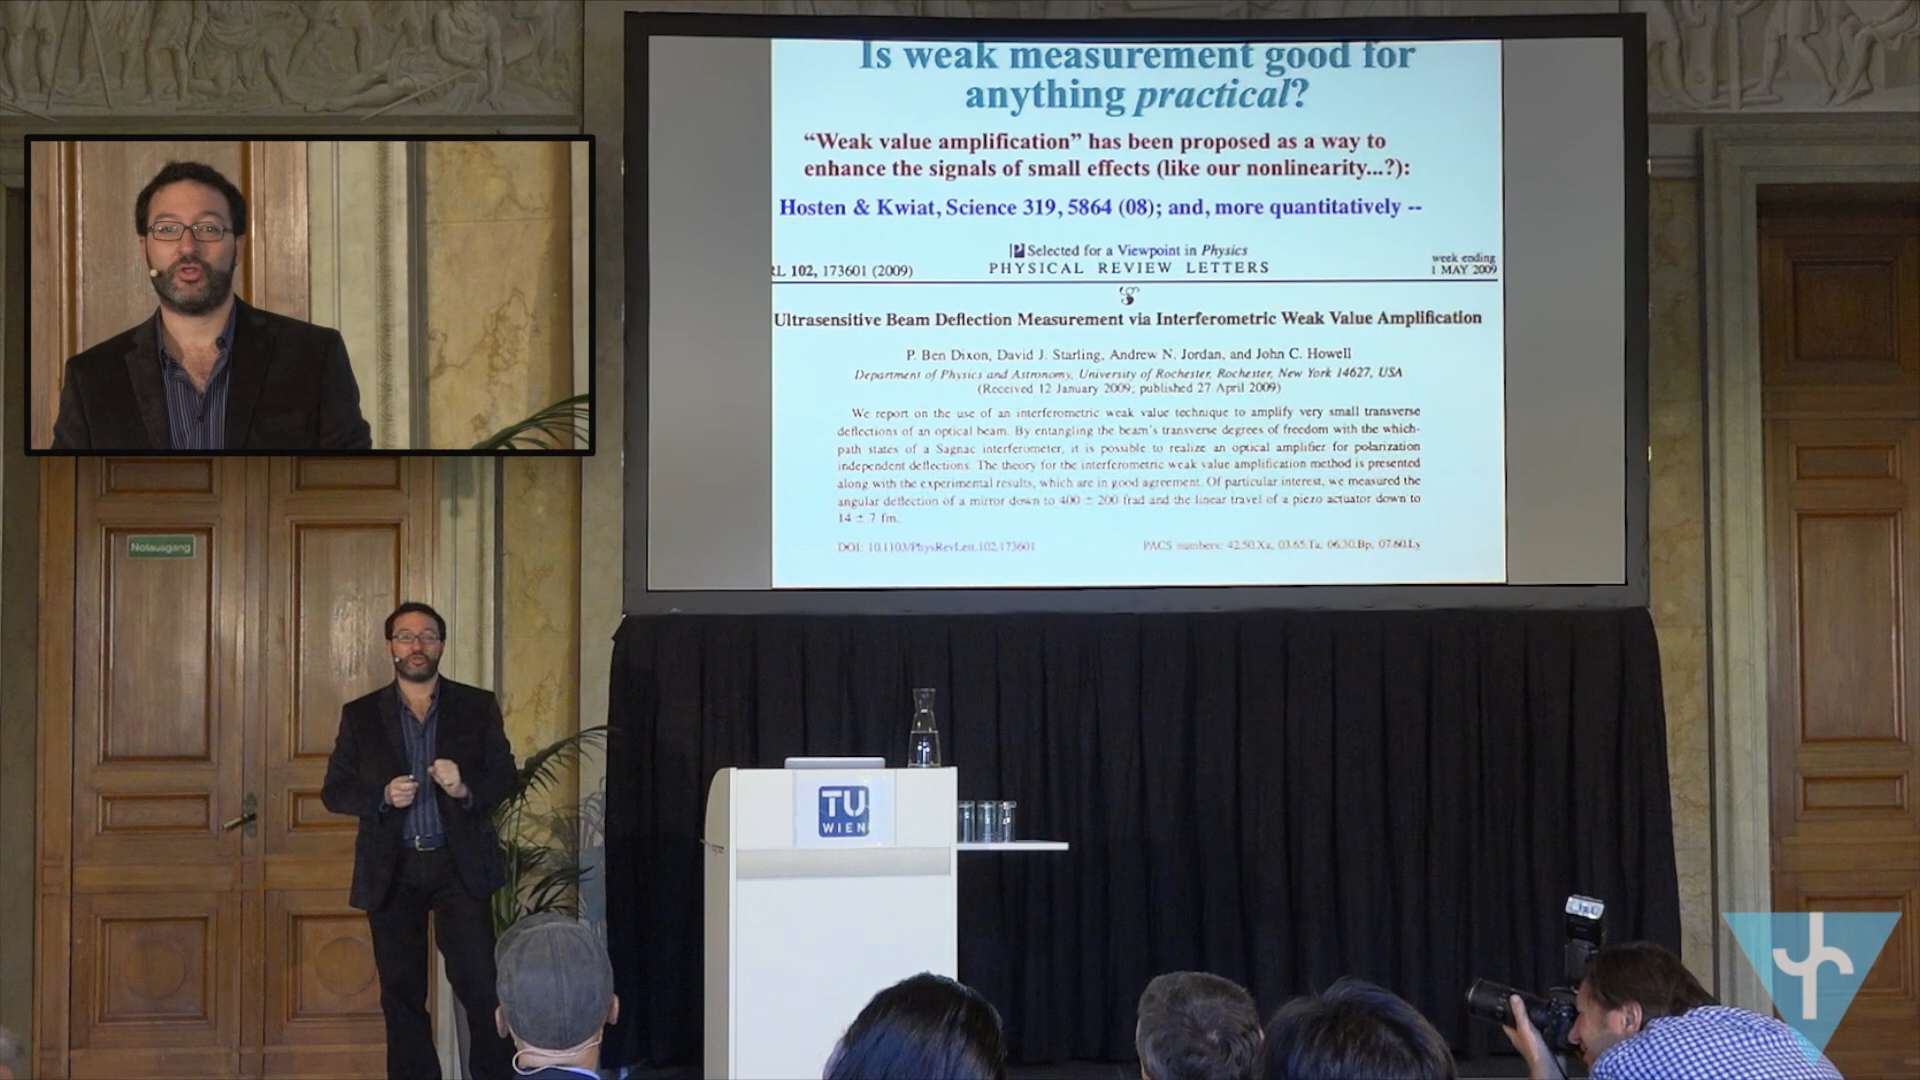 Is weak measurement good for
anything practical?
“Weak value amplification” has been proposed as a way to
enhance the signals of small effects (like our nonlinearity...?):
Hosten & Kwiat, Science 319, 5864 (08); and, more quantitatively --
Selected for a Viewpoint in Physics
RL 102, 173601 (2009)
PHYSICAL REVIEW LETTERS
week ending
1 MAY 2009
Ultrasensitive Beam Deflection Measurement via Interferometric Weak Value Amplification
P. Ben Dixon, David J. Starling, Andrew N. Jordan, and John C. Howell
Department of Physics and Astronomy, University of Rochester, Rochester, New York 14627, USA
(Received 12 January 2009; published 27 April 2009)
We report on the use of an interferometric weak value technique to amplify very small transverse
deflections of an optical beam. By entangling the beam's transverse degrees of freedom with the which-
path states of a Sagnac interferometer, it is possible to realize an optical amplifier for polarization
independent deflections. The theory for the interferometric weak value amplification method is presented
along with the experimental results, which are in good agreement. Of particular interest, we measured the
angular deflection of a mirror down to 400 ± 200 frad and the linear travel of a piezo actuator down to
14 ± 7 fm.
DOI: 10.1103/PhysRevLett.102.173601
PACS numbers: 42.50.Xa, 03.65.Ta, 06.30.Bp, 07.60.Ly
Notausgang
TU
WIEN